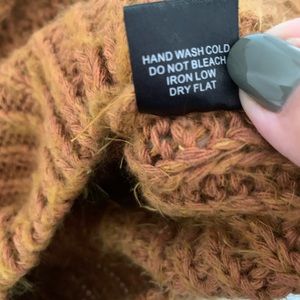 HAND WASH COLD
DO NOT BLEACH
IRON LOW
DRY FLAT